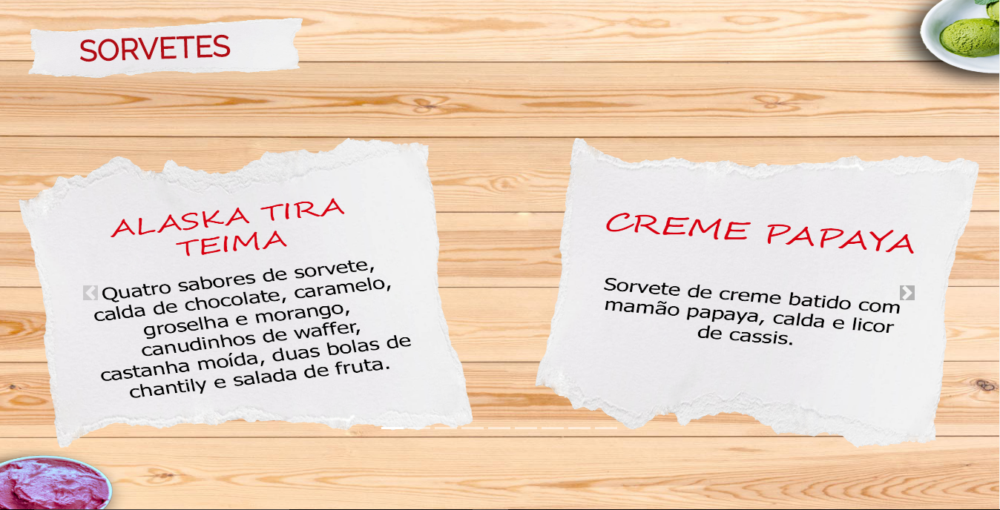 SORVETES
ALASKA TIRA
TEIMA
Quatro sabores de sorvete,
calda de chocolate, caramelo,
groselha e morango,
canudinhos de waffer,
castanha moída, duas bolas de
chantily e salada de fruta.
CREME PAPAYA
Sorvete de creme batido com
mamão papaya, calda e licor
de cassis.